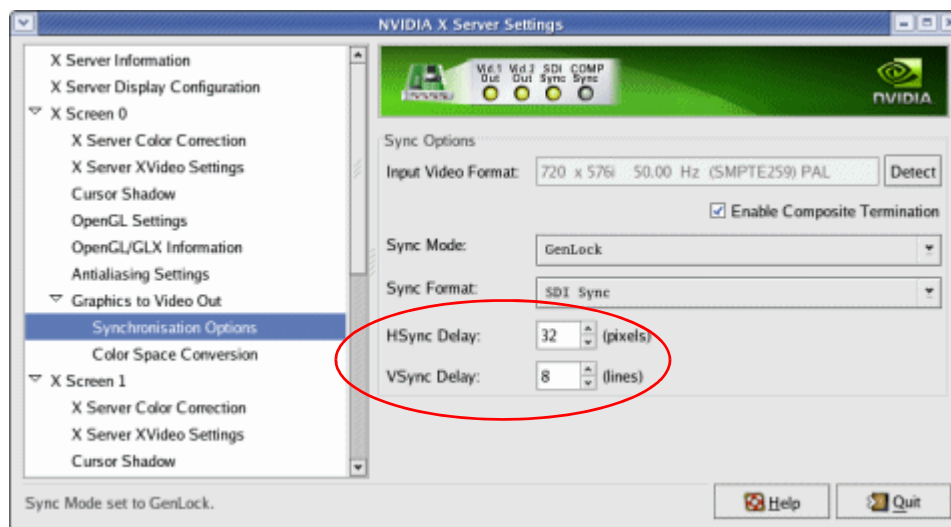 NVIDIA X Server Settings
X Server Information
X Server Display Configuration
X Screen 0
X Server Color Correction
X Server XVideo Settings
Cursor Shadow
OpenGL Settings
OpenGL/GLX Information
Antialiasing Settings
Graphics to Video Out
Synchronisation Options
Color Space Conversion
X Screen 1
X Server Color Correction
X Server XVideo Settings
Cursor Shadow
Vid.1 Vid.2 SDI COMP
Out Out Sync Sync
NVIDIA
Sync Options
Input Video Format: 720 x 576i 50.00 Hz (SMPTE259) PAL Detect
Enable Composite Termination
Sync Mode: GenLock
Sync Format: SDI Sync
HSync Delay: 32 (pixels)
VSync Delay: 8 (lines)
Sync Mode set to GenLock.
Help Quit